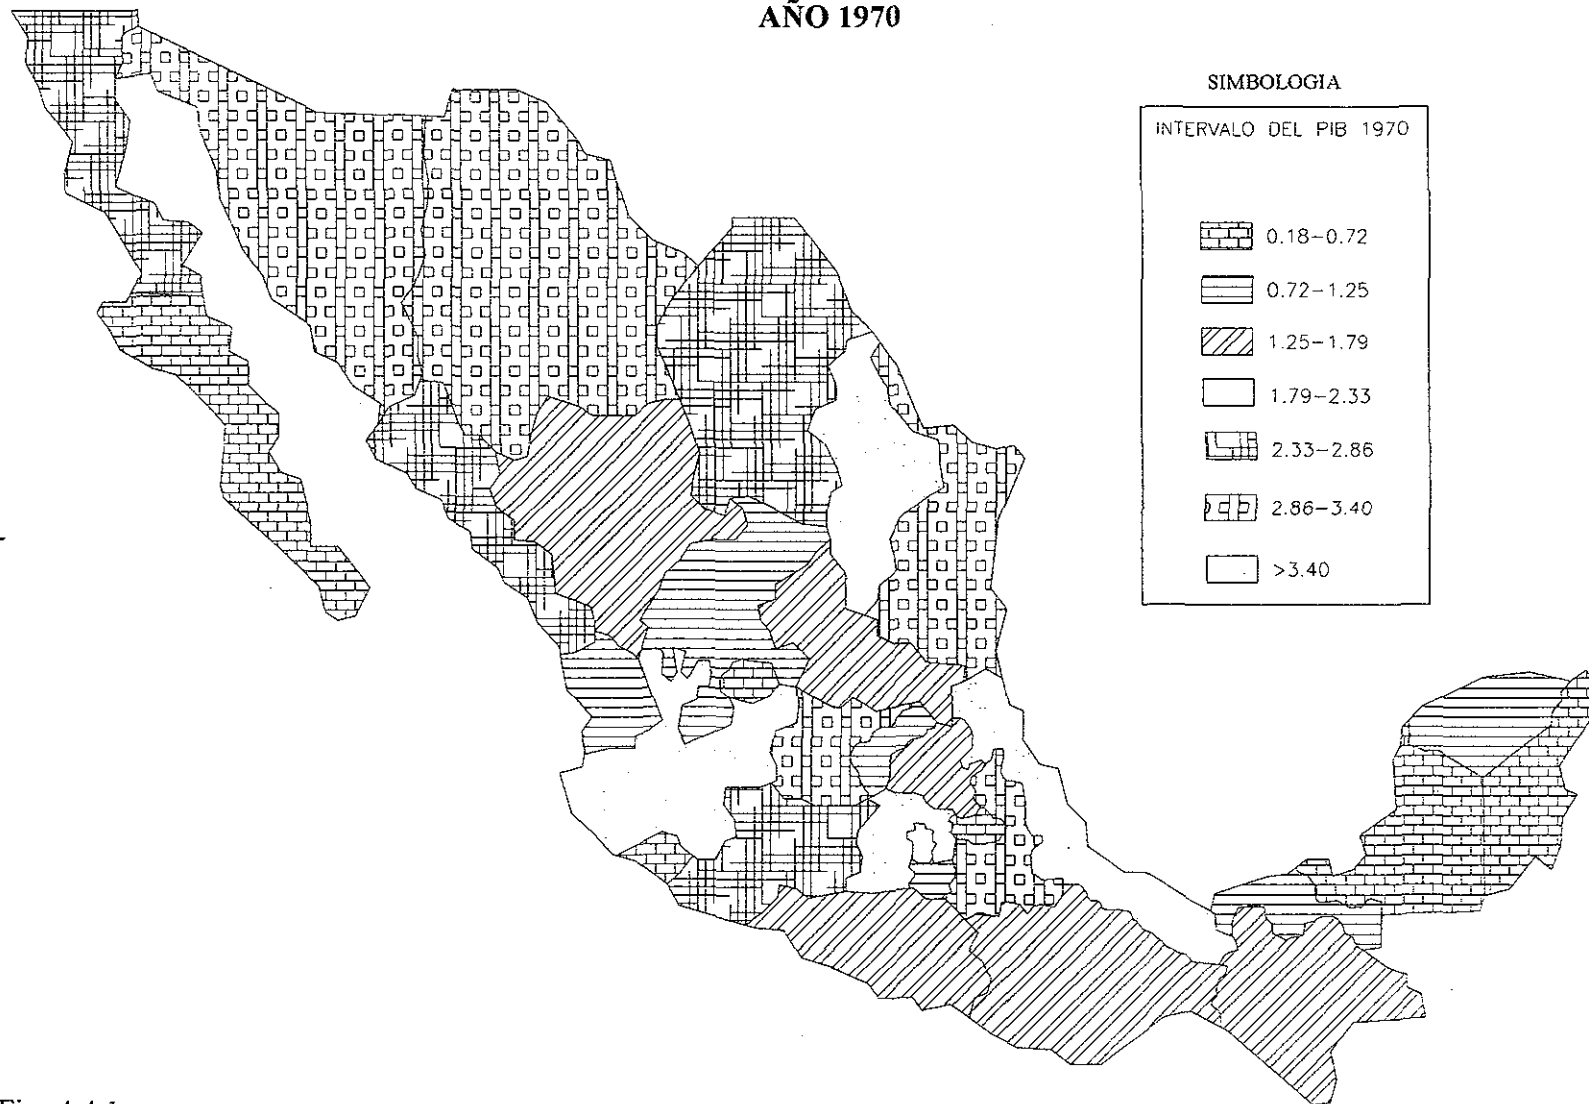 AÑO 1970
SIMBOLOGIA
INTERVALO DEL PIB 1970
0.18-0.72
0.72-1.25
1.25-1.79
1.79-2.33
2.33-2.86
2.86-3.40
>3.40